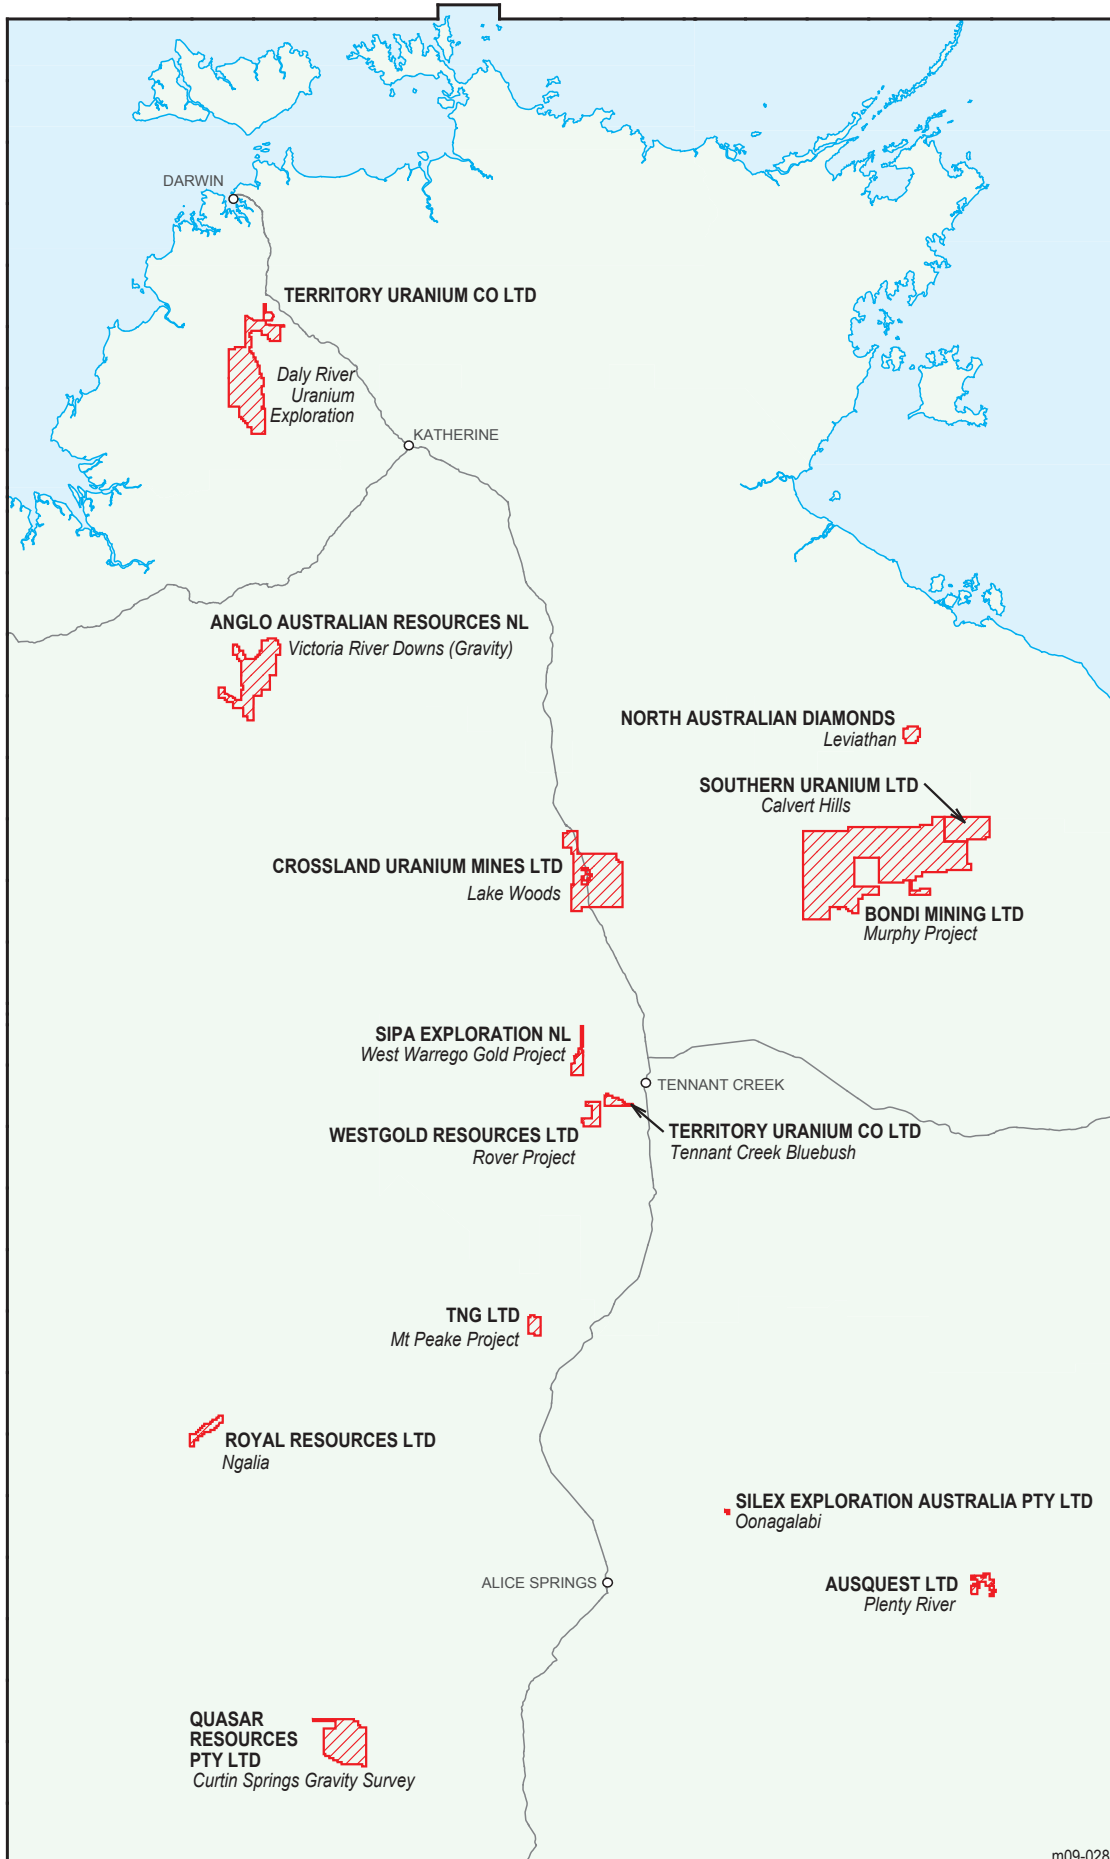 DARWIN
TERRITORY URANIUM CO LTD
Daly River
Uranium
Exploration
KATHERINE
ANGLO AUSTRALIAN RESOURCES NL
Victoria River Downs (Gravity)
NORTH AUSTRALIAN DIAMONDS
Leviathan
SOUTHERN URANIUM LTD
Calvert Hills
CROSSLAND URANIUM MINES LTD
Lake Woods
BONDI MINING LTD
Murphy Project
SIPA EXPLORATION NL
West Warrego Gold Project
TENNANT CREEK
WESTGOLD RESOURCES LTD
Rover Project
TERRITORY URANIUM CO LTD
Tennant Creek Bluebush
TNG LTD
Mt Peake Project
ROYAL RESOURCES LTD
Ngalia
SILEX EXPLORATION AUSTRALIA PTY LTD
Oonagalabi
ALICE SPRINGS
AUSQUEST LTD
Plenty River
QUASAR
RESOURCES
PTY LTD
Curtin Springs Gravity Survey
m09-028